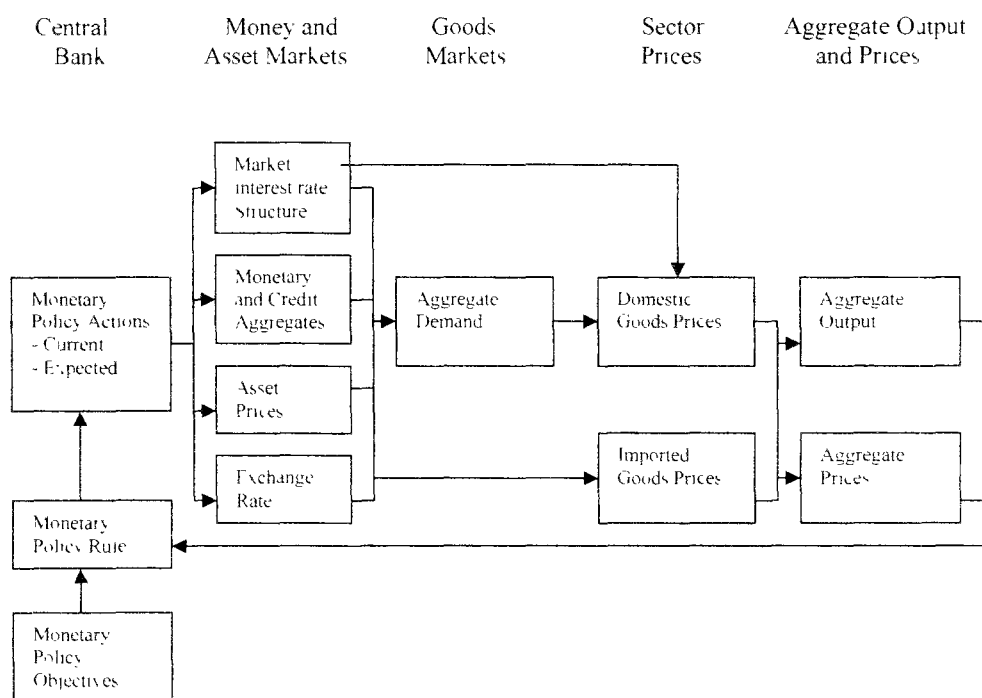 Central
Bank
Money and
Asset Markets
Goods
Markets
Sector
Prices
Aggregate Output
and Prices
Market
Interest rate
Structure
Monetary
and Credit
Aggregates
Asset
Prices
Exchange
Rate
Monetary
Policy Actions
- Current
- Expected
Monetary
Policy Rule
Monetary
Policy
Objectives
Aggregate
Demand
Domestic
Goods Prices
Imported
Goods Prices
Aggregate
Output
Aggregate
Prices